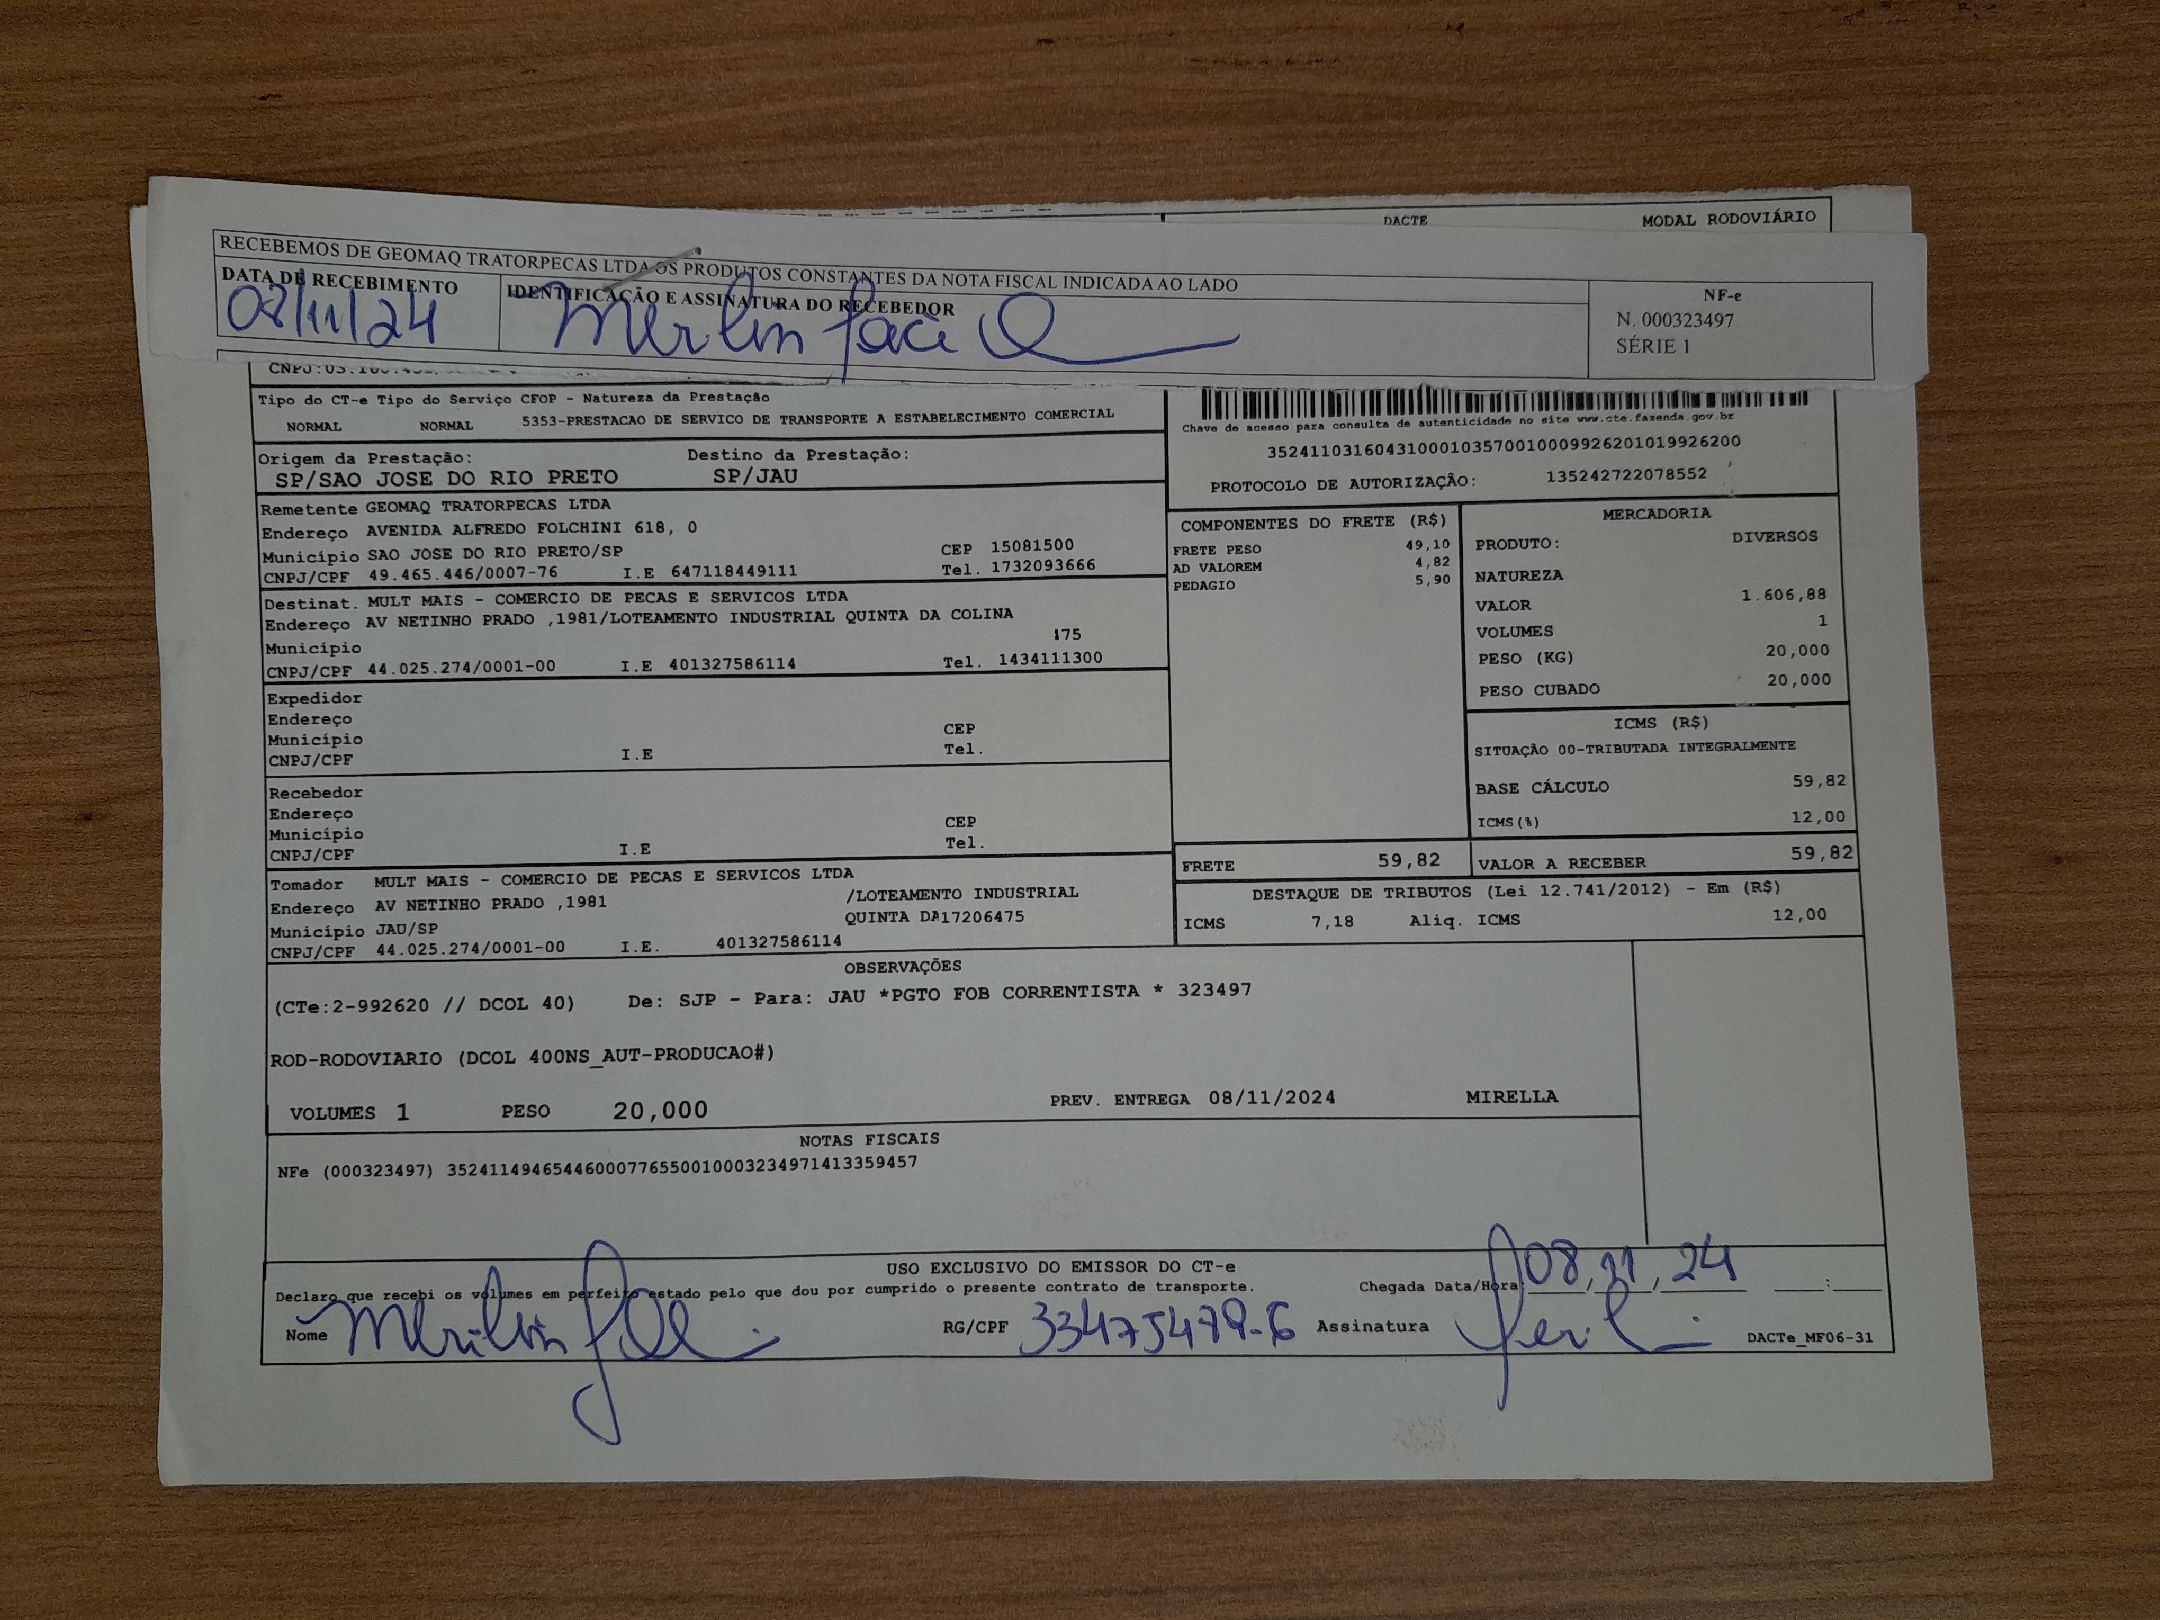 DACTE MODAL RODOVIÁRIO
RECEBEMOS DE GEOMAQ TRATORPECAS LTDA OS PRODUTOS CONSTANTES DA NOTA FISCAL INDICADA AO LADO
DATA DE RECEBIMENTO
08/11/24
IDENTIFICAÇÃO E ASSINATURA DO RECEBEDOR
NF-e
N. 000323497
SÉRIE 1
Tipo do CT-e Tipo do Serviço CFOP - Natureza da Prestação
NORMAL NORMAL 5353-PRESTACAO DE SERVICO DE TRANSPORTE A ESTABELECIMENTO COMERCIAL
Origem da Prestação: Destino da Prestação:
SP/SAO JOSE DO RIO PRETO SP/JAU
Chave de acesso para consulta de autenticidade no site www.cte.fazenda.gov.br
35241103160431000103570010009926201019926200
PROTOCOLO DE AUTORIZAÇÃO: 135242722078552
Remetente GEOMAQ TRATORPECAS LTDA
Endereço AVENIDA ALFREDO FOLCHINI 618, 0
Município SAO JOSE DO RIO PRETO/SP CEP 15081500
CNPJ/CPF 49.465.446/0007-76 I.E 647118449111 Tel. 1732093666
Destinat. MULT MAIS - COMERCIO DE PECAS E SERVICOS LTDA
Endereço AV NETINHO PRADO ,1981/LOTEAMENTO INDUSTRIAL QUINTA DA COLINA
Município 175
CNPJ/CPF 44.025.274/0001-00 I.E 401327586114 Tel. 1434111300
Expedidor
Endereço
Município CEP
CNPJ/CPF I.E Tel.
Recebedor
Endereço
Município CEP
CNPJ/CPF I.E Tel.
Tomador MULT MAIS - COMERCIO DE PECAS E SERVICOS LTDA
Endereço AV NETINHO PRADO ,1981 /LOTEAMENTO INDUSTRIAL
QUINTA DA17206475
Município JAU/SP
CNPJ/CPF 44.025.274/0001-00 I.E. 401327586114
COMPONENTES DO FRETE (R$)
FRETE PESO 49,10
AD VALOREM 4,82
PEDAGIO 5,90
MERCADORIA
PRODUTO: DIVERSOS
NATUREZA
VALOR 1.606,88
VOLUMES 1
PESO (KG) 20,000
PESO CUBADO 20,000
ICMS (R$)
SITUAÇÃO 00-TRIBUTADA INTEGRALMENTE
BASE CÁLCULO 59,82
ICMS(%) 12,00
FRETE 59,82 VALOR A RECEBER 59,82
DESTAQUE DE TRIBUTOS (Lei 12.741/2012) - Em (R$)
ICMS 7,18 Aliq. ICMS 12,00
OBSERVAÇÕES
(CTe:2-992620 // DCOL 40) De: SJP - Para: JAU *PGTO FOB CORRENTISTA * 323497
ROD-RODOVIARIO (DCOL 400NS_AUT-PRODUCAO#)
VOLUMES 1 PESO 20,000 PREV. ENTREGA 08/11/2024 MIRELLA
NOTAS FISCAIS
NFe (000323497) 35241149465446000776550010003234971413359457
USO EXCLUSIVO DO EMISSOR DO CT-e
Declaro que recebi os volumes em perfeito estado pelo que dou por cumprido o presente contrato de transporte. Chegada Data/Hora: 08/11/24 :
Nome RG/CPF Assinatura DACTe_MF06-31